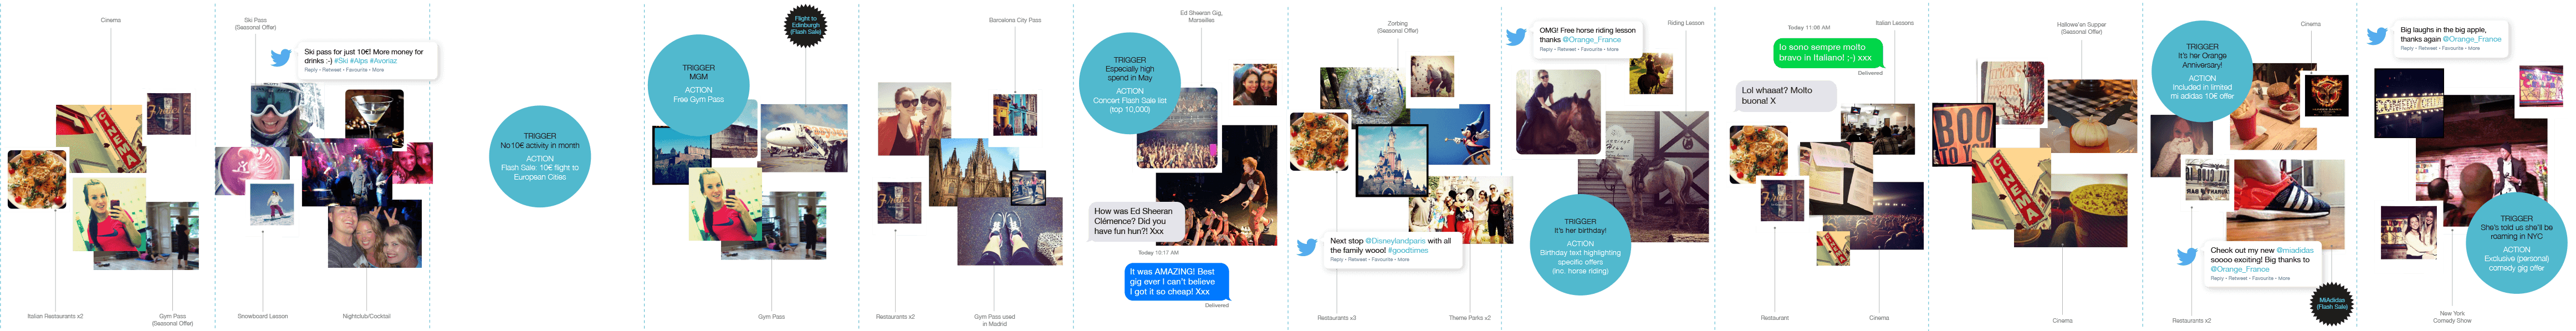 Cinema
CINEMA
Italian Restaurants x2
Gym Pass
(Seasonal Offer)
Ski Pass
(Seasonal Offer)
Ski pass for just 10€! More money for
drinks :-) #Ski #Alps #Avoriaz
Reply • Retweet • Favourite • More
Snowboard Lesson
Nightclub/Cocktail
TRIGGER
No10€ activity in month
ACTION
Flash Sale: 10€ flight to
European Cities
TRIGGER
MGM
ACTION
Free Gym Pass
Flight to
Edinburgh
(Flash Sale)
Gym Pass
Barcelona City Pass
Restaurants x2
Gym Pass used
in Madrid
Ed Sheeran Gig,
Marseilles
TRIGGER
Especially high
spend in May
ACTION
Concert Flash Sale list
(top 10,000)
How was Ed Sheeran
Clémence? Did you
have fun hun?! Xxx
Today 10:17 AM
It was AMAZING! Best
gig ever I can't believe
I got it so cheap! Xxx
Delivered
Zorbing
(Seasonal Offer)
Next stop @Disneylandparis with all
the family wooo! #goodtimes
Reply • Retweet • Favourite • More
Restaurants x3
Theme Parks x2
OMG! Free horse riding lesson
thanks @Orange_France
Reply • Retweet • Favourite • More
Riding Lesson
TRIGGER
It's her birthday!
ACTION
Birthday text highlighting
specific offers
(inc. horse riding)
Today 11:06 AM
Italian Lessons
Io sono sempre molto
bravo in Italiano! ;-) xxx
Delivered
Lol whaaat? Molto
buona! X
CINEMA
Restaurant
Cinema
Hallowe'en Supper
(Seasonal Offer)
BOO
TO YOU
CINEMA
Cinema
TRIGGER
It's her Orange
Anniversary!
ACTION
Included in limited
mi adidas 10€ offer
Cinema
Check out my new @miadidas
soooo exciting! Big thanks to
@Orange_France
Reply • Retweet • Favourite • More
MiAdidas
(Flash Sale)
Restaurants x2
Big laughs in the big apple,
thanks again @Orange_France
Reply • Retweet • Favourite • More
COMEDY CELLAR
TRIGGER
She's told us she'll be
roaming in NYC
ACTION
Exclusive (personal)
comedy gig offer
New York
Comedy Show